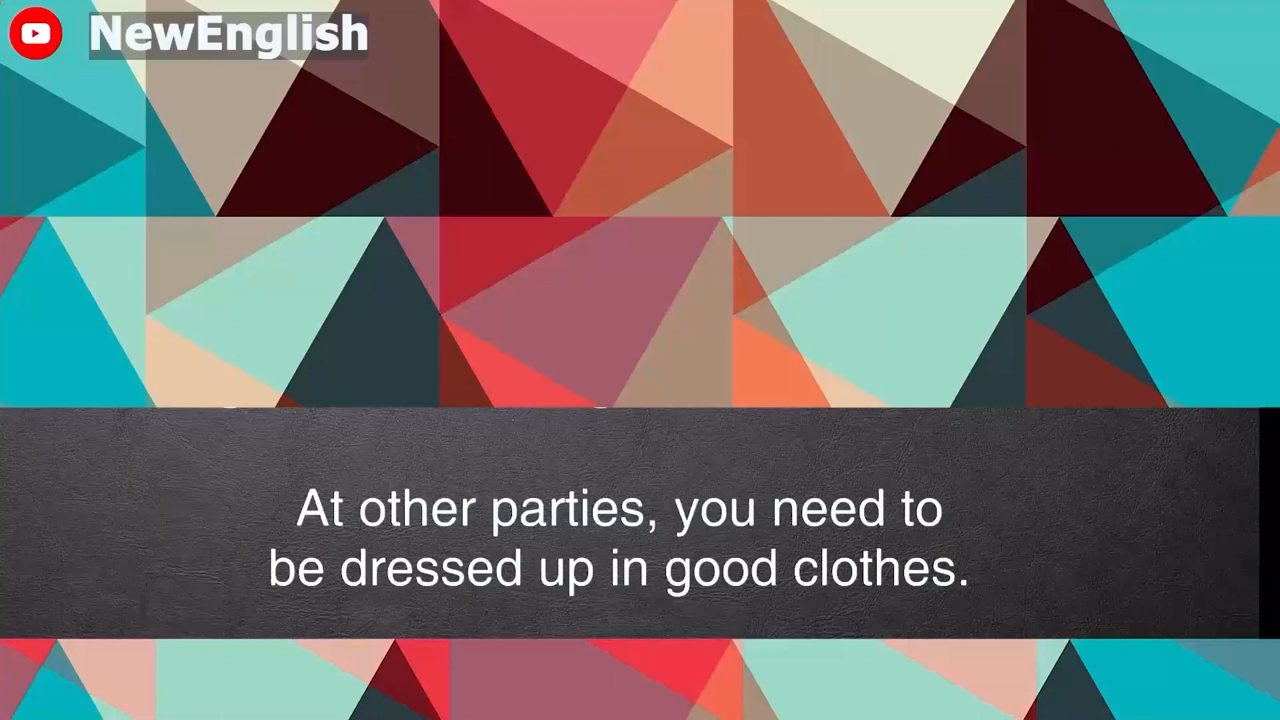 NewEnglish
At other parties, you need to
be dressed up in good clothes.